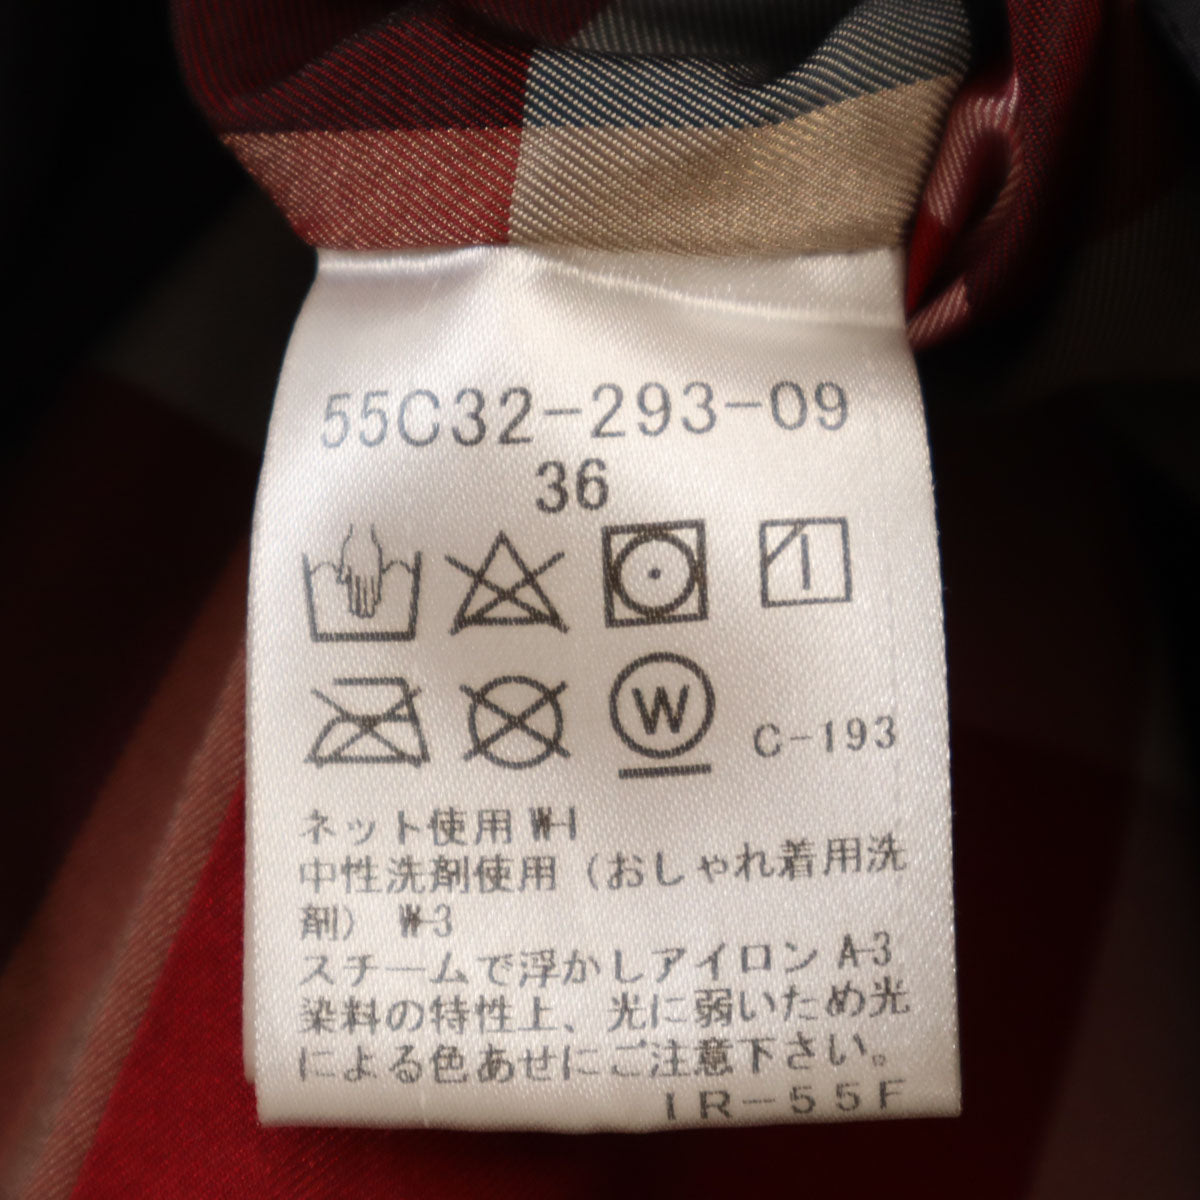 55C32-293-09
36
W
C-193
ネット使用 W-1
中性洗剤使用（おしゃれ着用洗
剤） W-3
スチームで浮かしアイロン A-3
染料の特性上、光に弱いため光
による色あせにご注意下さい。
IR-55F